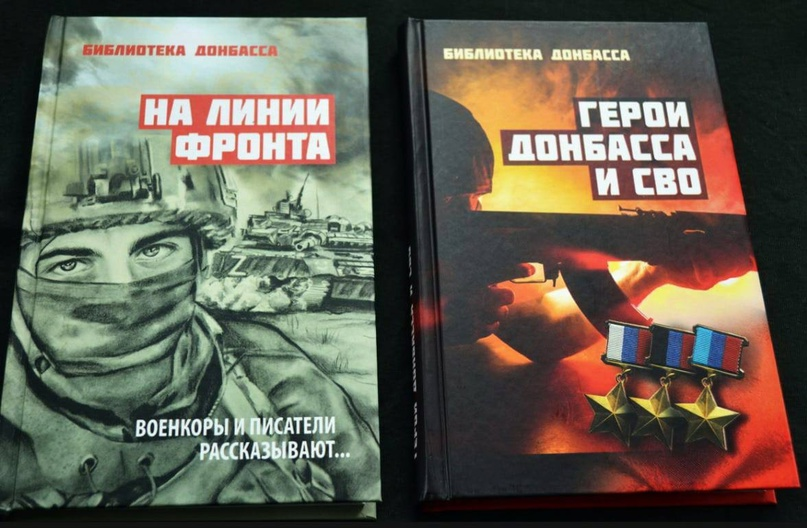 БИБЛИОТЕКА ДОНБАССА
НА ЛИНИИ
ФРОНТА
Z
ВОЕНКОРЫ И ПИСАТЕЛИ
РАССКАЗЫВАЮТ...
БИБЛИОТЕКА ДОНБАССА
ГЕРОИ
ДОНБАССА
И СВО